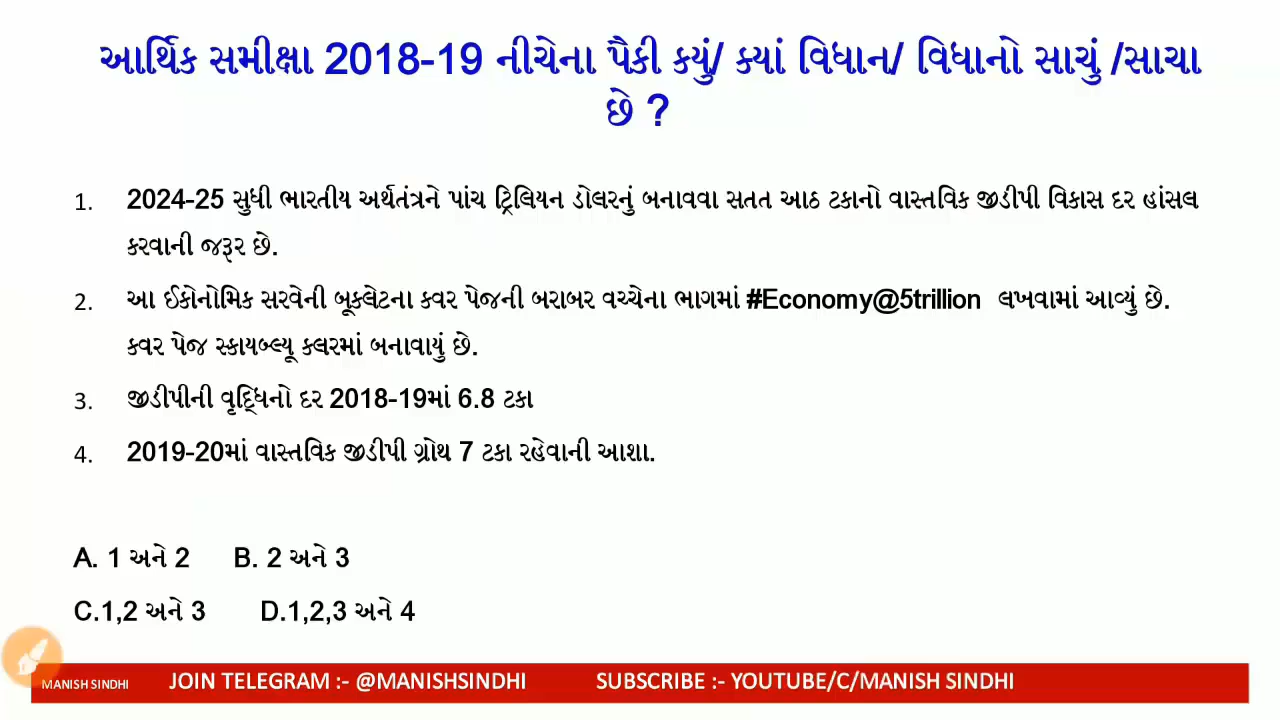 આર્થિક સમીક્ષા 2018-19 નીચેના પૈકી કયું/ ક્યાં વિધાન/ વિધાનો સાચું /સાચા
છે ?
1. 2024-25 સુધી ભારતીય અર્થતંત્રને પાંચ ટ્રિલિયન ડોલરનું બનાવવા સતત આઠ ટકાનો વાસ્તવિક જીડીપી વિકાસ દર હાંસલ
કરવાની જરૂર છે.
2. આ ઈકોનોમિક સરવેની બૂકલેટના કવર પેજની બરાબર વચ્ચેના ભાગમાં #Economy@5trillion લખવામાં આવ્યું છે.
કવર પેજ સ્કાયબ્લ્યૂ કલરમાં બનાવાયું છે.
3. જીડીપીની વૃદ્ધિનો દર 2018-19માં 6.8 ટકા
4. 2019-20માં વાસ્તવિક જીડીપી ગ્રોથ 7 ટકા રહેવાની આશા.
A. 1 અને 2 B. 2 અને 3
C.1,2 અને 3 D.1,2,3 અને 4
MANISH SINDHI JOIN TELEGRAM :- @MANISHSINDHI SUBSCRIBE :- YOUTUBE/C/MANISH SINDHI